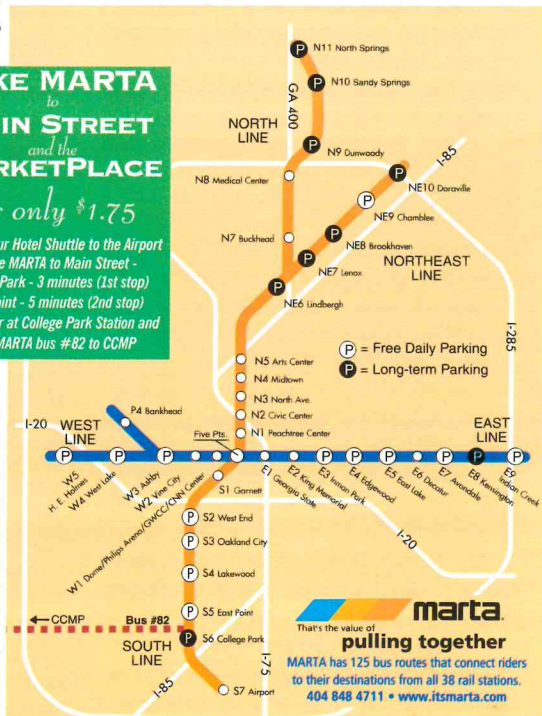 KE MARTA
to
IN STREET
and the
RKETPLACE
only $1.75
ur Hotel Shuttle to the Airport
e MARTA to Main Street -
Park - 3 minutes (1st stop)
oint - 5 minutes (2nd stop)
r at College Park Station and
MARTA bus #82 to CCMP
N11 North Springs
N10 Sandy Springs
GA 400
NORTH
LINE
N9 Dunwoody
I-85
N8 Medical Center
NE10 Doraville
NE9 Chamblee
N7 Buckhead
NE8 Brookhaven
NORTHEAST
LINE
NE7 Lenox
NE6 Lindbergh
I-285
P = Free Daily Parking
P = Long-term Parking
N5 Arts Center
N4 Midtown
N3 North Ave.
N2 Civic Center
N1 Peachtree Center
P4 Bankhead
I-20
WEST
LINE
Five Pts.
EAST
LINE
W5
H. E. Holmes
W4 West Lake
W3 Ashby
W2 Vine City
W1 Dome/Philips Arena/GWCC/CNN Center
E1 Georgia State
E2 King Memorial
E3 Inman Park
E4 Edgewood
E5 East Lake
E6 Decatur
E7 Avondale
E8 Kensington
E9
Indian Creek
S1 Garnett
S2 West End
I-20
S3 Oakland City
S4 Lakewood
S5 East Point
CCMP
Bus #82
S6 College Park
SOUTH
LINE
I-85
I-75
S7 Airport
marta
That's the value of
pulling together
MARTA has 125 bus routes that connect riders
to their destinations from all 38 rail stations.
404 848 4711 • www.itsmarta.com